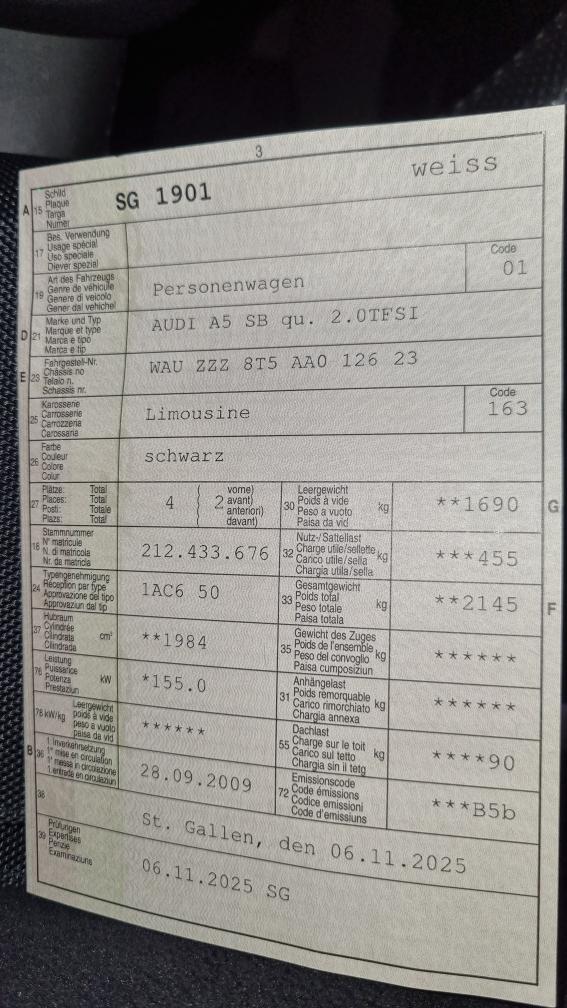 3
A 15 Schild Plaque Targa Numer SG 1901 weiss
17 Bes. Verwendung Usage spécial Uso speciale Diever spezial
19 Art des Fahrzeugs Genre de véhicule Genere di veicolo Gener dal vehichel Personenwagen Code 01
D 21 Marke und Typ Marque et type Marca e tipo Marca e tip AUDI A5 SB qu. 2.0TFSI
E 23 Fahrgestell-Nr. Châssis no Telaio n. Schassis nr. WAU ZZZ 8T5 AA0 126 23
25 Karosserie Carrosserie Carrozzeria Carossaria Limousine Code 163
26 Farbe Couleur Colore Colur schwarz
27 Plätze: Total Places: Total Posti: Totale Plazs: Total 4 ( 2 vorne) avant) anteriori) davant)
30 Leergewicht Poids à vide Peso a vuoto Paisa da vid kg **1690 G
18 Stammnummer N° matricule N. di matricola Nr. da matricla 212.433.676
32 Nutz-/Sattellast Charge utile/sellette Carico utile/sella Chargia utila/sella kg ***455
24 Typengenehmigung Réception par type Approvazione del tipo Approvaziun dal tip 1AC6 50
33 Gesamtgewicht Poids total Peso totale Paisa totala kg **2145 F
37 Hubraum Cylindrée Cilindrata Cilindrada cm³ **1984
35 Gewicht des Zuges Poids de l'ensemble Peso del convoglio Paisa cumposiziun kg ******
76 Leistung Puissance Potenza Prestaziun kW *155.0
31 Anhängelast Poids remorquable Carico rimorchiato Chargia annexa kg ******
78 kW/kg Leergewicht poids à vide peso a vuoto paisa da vid ******
55 Dachlast Charge sur le toit Carico sul tetto Chargia sin il tetg kg ****90
B 36 1. Inverkehrsetzung 1re mise en circulation 1a messa in circolazione 1. entrada en circulaziun 28.09.2009
72 Emissionscode Code émissions Codice emissioni Code d'emissiuns ***B5b
38 St. Gallen, den 06.11.2025
39 Prüfungen Expertises Perizie Examinaziuns 06.11.2025 SG